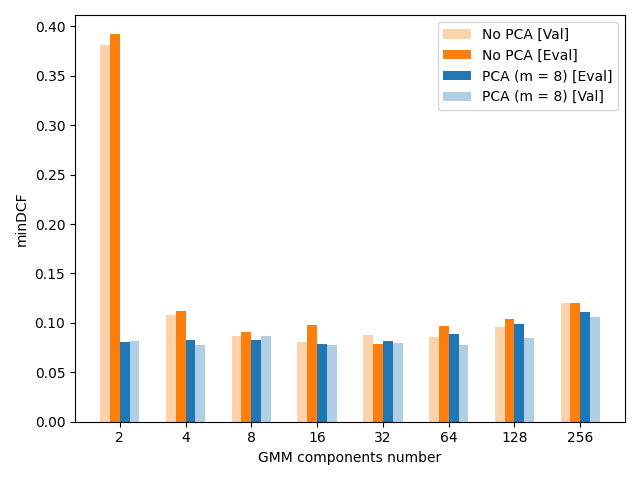 0.40
0.35
0.30
0.25
0.20
0.15
0.10
0.05
0.00
minDCF
No PCA [Val]
No PCA [Eval]
PCA (m = 8) [Eval]
PCA (m = 8) [Val]
2 4 8 16 32 64 128 256
GMM components number